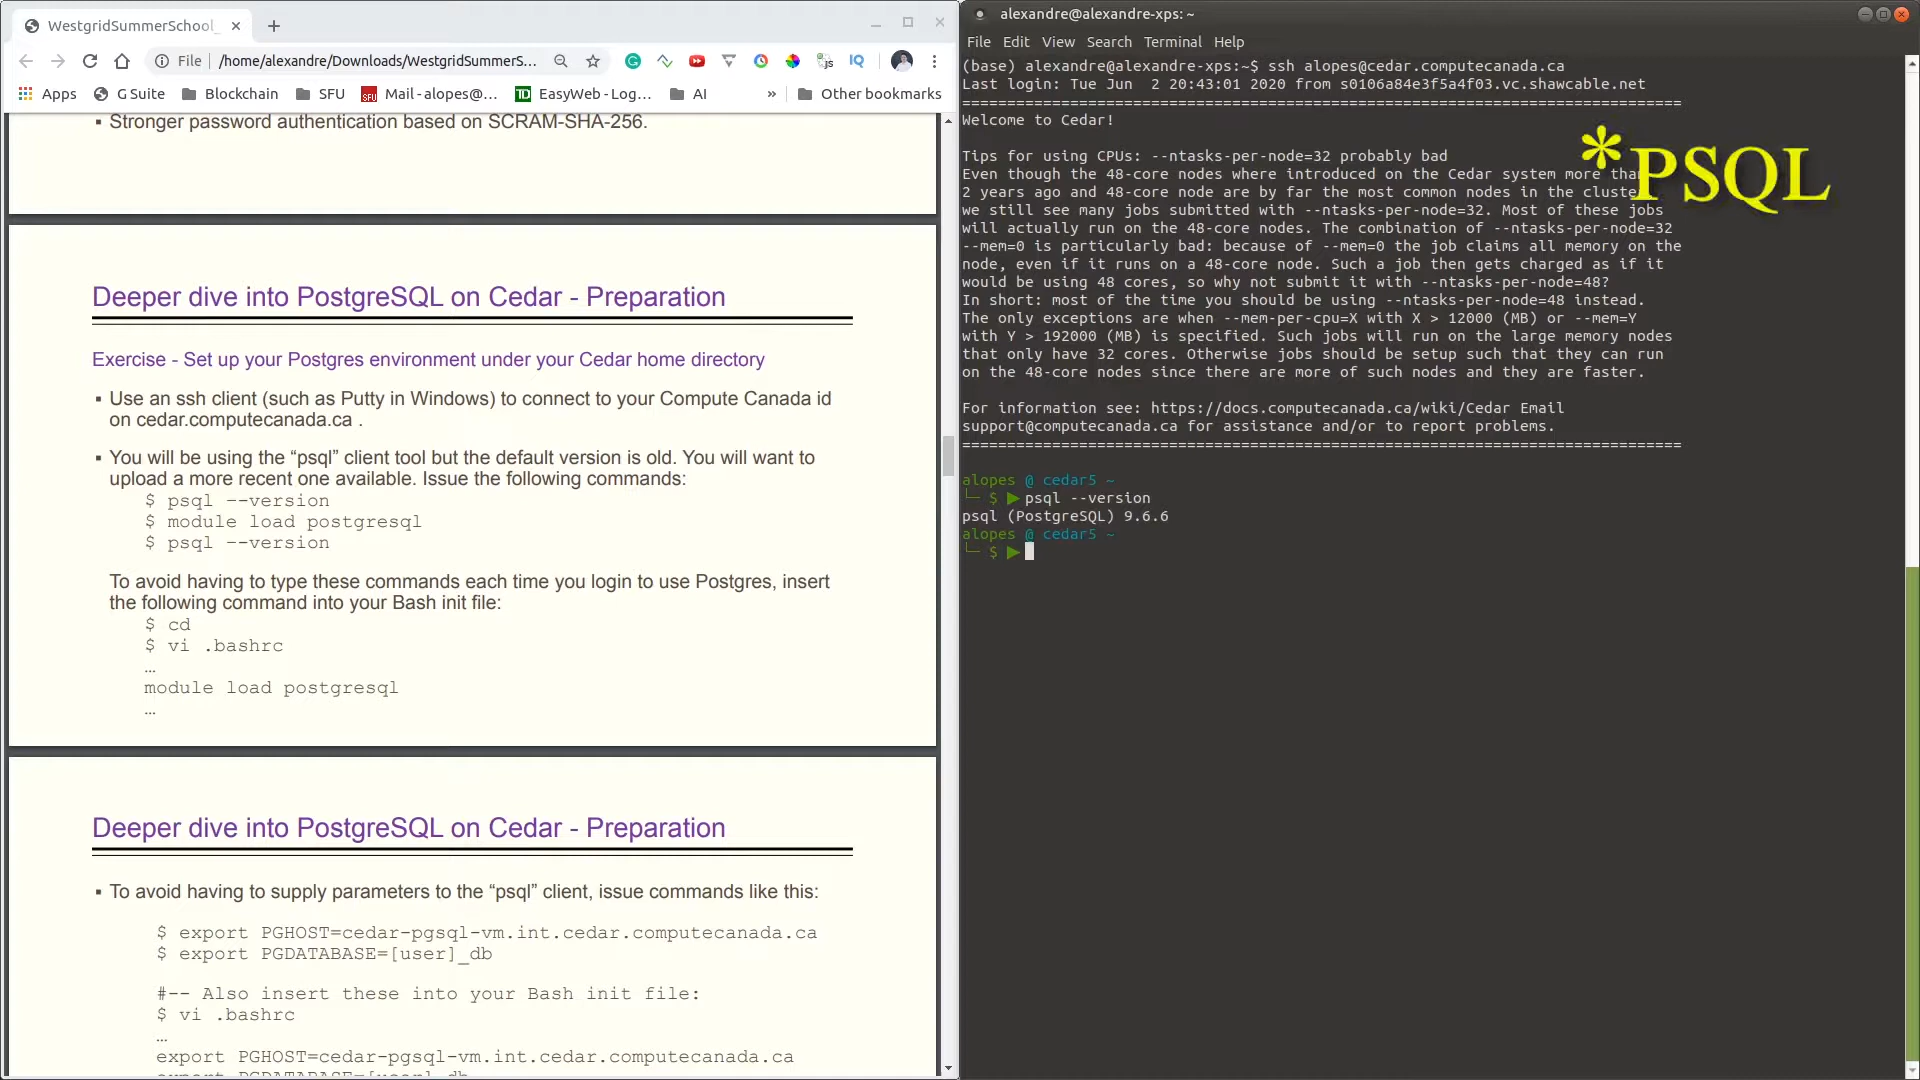 WestgridSummerSchool_
File
/home/alexandre/Downloads/WestgridSummerS...
Apps
G Suite
Blockchain
SFU
Mail - alopes@...
EasyWeb - Log...
AI
»
Other bookmarks
▪ Stronger password authentication based on SCRAM-SHA-256.
Deeper dive into PostgreSQL on Cedar - Preparation
Exercise - Set up your Postgres environment under your Cedar home directory
▪ Use an ssh client (such as Putty in Windows) to connect to your Compute Canada id
on cedar.computecanada.ca .
▪ You will be using the “psql” client tool but the default version is old. You will want to
upload a more recent one available. Issue the following commands:
$ psql --version
$ module load postgresql
$ psql --version
To avoid having to type these commands each time you login to use Postgres, insert
the following command into your Bash init file:
$ cd
$ vi .bashrc
…
module load postgresql
…
Deeper dive into PostgreSQL on Cedar - Preparation
▪ To avoid having to supply parameters to the “psql” client, issue commands like this:
$ export PGHOST=cedar-pgsql-vm.int.cedar.computecanada.ca
$ export PGDATABASE=[user]_db
#-- Also insert these into your Bash init file:
$ vi .bashrc
…
export PGHOST=cedar-pgsql-vm.int.cedar.computecanada.ca
export PGDATABASE=[user]_db
alexandre@alexandre-xps: ~
File Edit View Search Terminal Help
(base) alexandre@alexandre-xps:~$ ssh alopes@cedar.computecanada.ca
Last login: Tue Jun  2 20:43:01 2020 from s0106a84e3f5a4f03.vc.shawcable.net
================================================================================
Welcome to Cedar!
Tips for using CPUs: --ntasks-per-node=32 probably bad
Even though the 48-core nodes where introduced on the Cedar system more than
2 years ago and 48-core node are by far the most common nodes in the cluster
we still see many jobs submitted with --ntasks-per-node=32. Most of these jobs
will actually run on the 48-core nodes. The combination of --ntasks-per-node=32
--mem=0 is particularly bad: because of --mem=0 the job claims all memory on the
node, even if it runs on a 48-core node. Such a job then gets charged as if it
would be using 48 cores, so why not submit it with --ntasks-per-node=48?
In short: most of the time you should be using --ntasks-per-node=48 instead.
The only exceptions are when --mem-per-cpu=X with X > 12000 (MB) or --mem=Y
with Y > 192000 (MB) is specified. Such jobs will run on the large memory nodes
that only have 32 cores. Otherwise jobs should be setup such that they can run
on the 48-core nodes since there are more of such nodes and they are faster.
For information see: https://docs.computecanada.ca/wiki/Cedar Email
support@computecanada.ca for assistance and/or to report problems.
================================================================================
alopes @ cedar5 ~
└─ $ ▶ psql --version
psql (PostgreSQL) 9.6.6
alopes @ cedar5 ~
└─ $ ▶
*PSQL